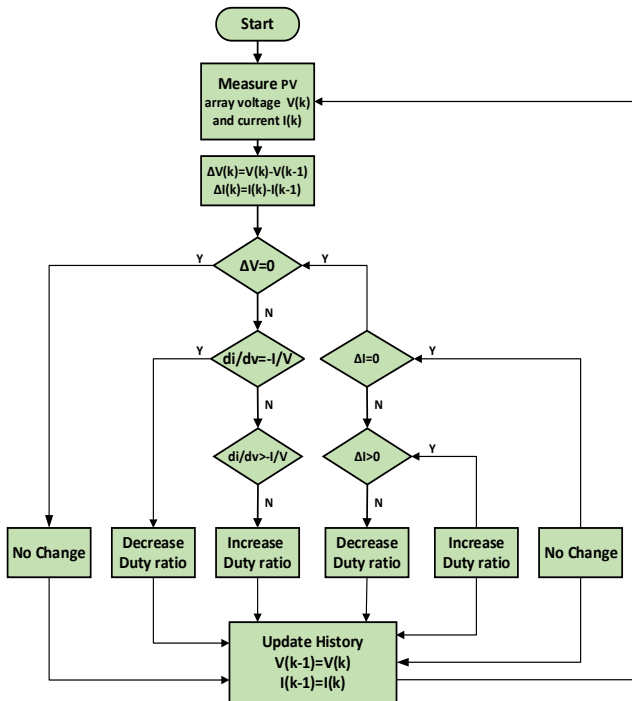 Start
Measure PV
array voltage V(k)
and current I(k)
ΔV(k)=V(k)-V(k-1)
ΔI(k)=I(k)-I(k-1)
Y
ΔV=0
Y
N
Y
di/dv=-I/V
ΔI=0
Y
N
N
di/dv>-I/V
ΔI>0
Y
N
N
No Change
Decrease
Duty ratio
Increase
Duty ratio
Decrease
Duty ratio
Increase
Duty ratio
No Change
Update History
V(k-1)=V(k)
I(k-1)=I(k)